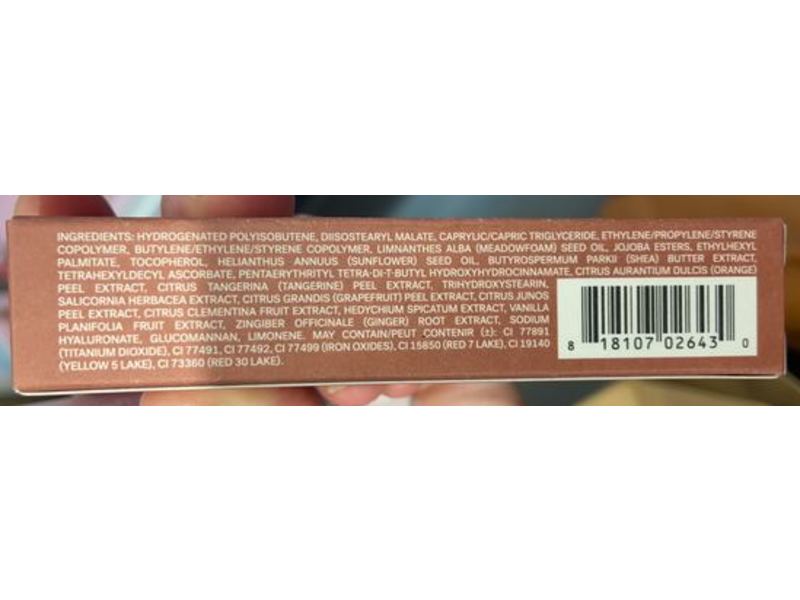 INGREDIENTS: HYDROGENATED POLYISOBUTENE, DIISOSTEARYL MALATE, CAPRYLIC/CAPRIC TRIGLYCERIDE, ETHYLENE/PROPYLENE/STYRENE
COPOLYMER, BUTYLENE/ETHYLENE/STYRENE COPOLYMER, LIMNANTHES ALBA (MEADOWFOAM) SEED OIL, JOJOBA ESTERS, ETHYLHEXYL
PALMITATE, TOCOPHEROL, HELIANTHUS ANNUUS (SUNFLOWER) SEED OIL, BUTYROSPERMUM PARKII (SHEA) BUTTER EXTRACT,
TETRAHEXYLDECYL ASCORBATE, PENTAERYTHRITYL TETRA-DI-T-BUTYL HYDROXYHYDROCINNAMATE, CITRUS AURANTIUM DULCIS (ORANGE)
PEEL EXTRACT, CITRUS TANGERINA (TANGERINE) PEEL EXTRACT, TRIHYDROXYSTEARIN,
SALICORNIA HERBACEA EXTRACT, CITRUS GRANDIS (GRAPEFRUIT) PEEL EXTRACT, CITRUS JUNOS
PEEL EXTRACT, CITRUS CLEMENTINA FRUIT EXTRACT, HEDYCHIUM SPICATUM EXTRACT, VANILLA
PLANIFOLIA FRUIT EXTRACT, ZINGIBER OFFICINALE (GINGER) ROOT EXTRACT, SODIUM
HYALURONATE, GLUCOMANNAN, LIMONENE. MAY CONTAIN/PEUT CONTENIR (±): CI 77891
(TITANIUM DIOXIDE), CI 77491, CI 77492, CI 77499 (IRON OXIDES), CI 15850 (RED 7 LAKE), CI 19140
(YELLOW 5 LAKE), CI 73360 (RED 30 LAKE).
8 18107 02643 0